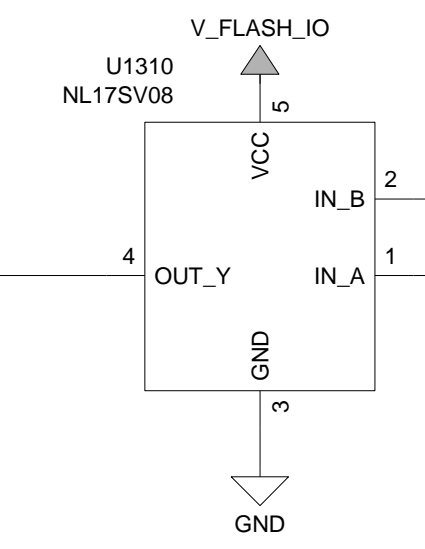 V_FLASH_IO
U1310
NL17SV08
5
VCC
2
IN_B
4
1
OUT_Y
IN_A
GND
3
GND